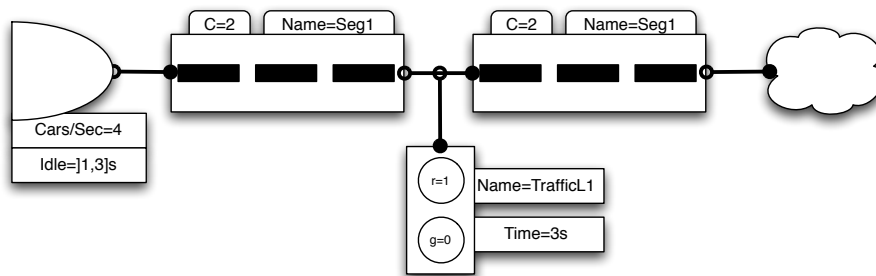 C=2 Name=Seg1 C=2 Name=Seg1
Cars/Sec=4
Idle=]1,3]s
r=1
Name=TrafficL1
g=0
Time=3s